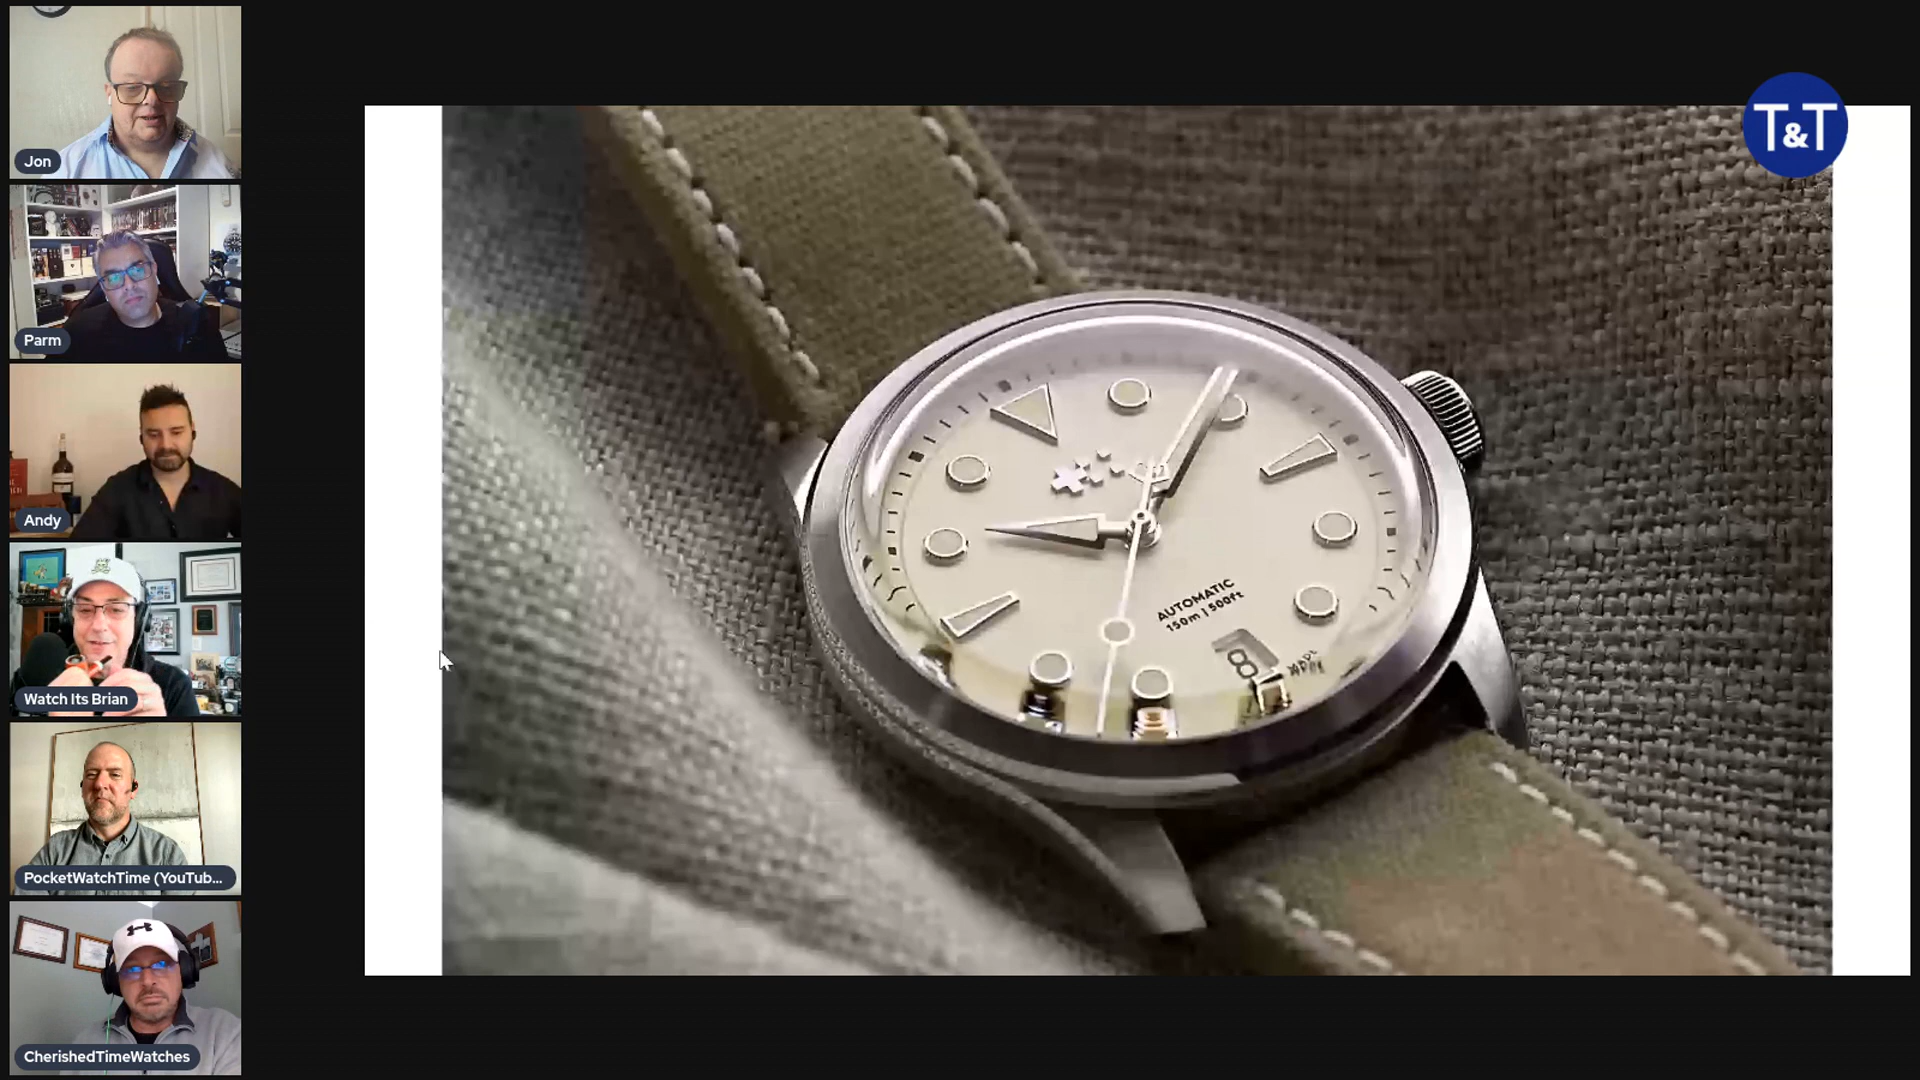 Jon
Parm
Andy
Watch Its Brian
PocketWatchTime (YouTub...
CherishedTimeWatches
T&T
AUTOMATIC
150m | 500ft
8